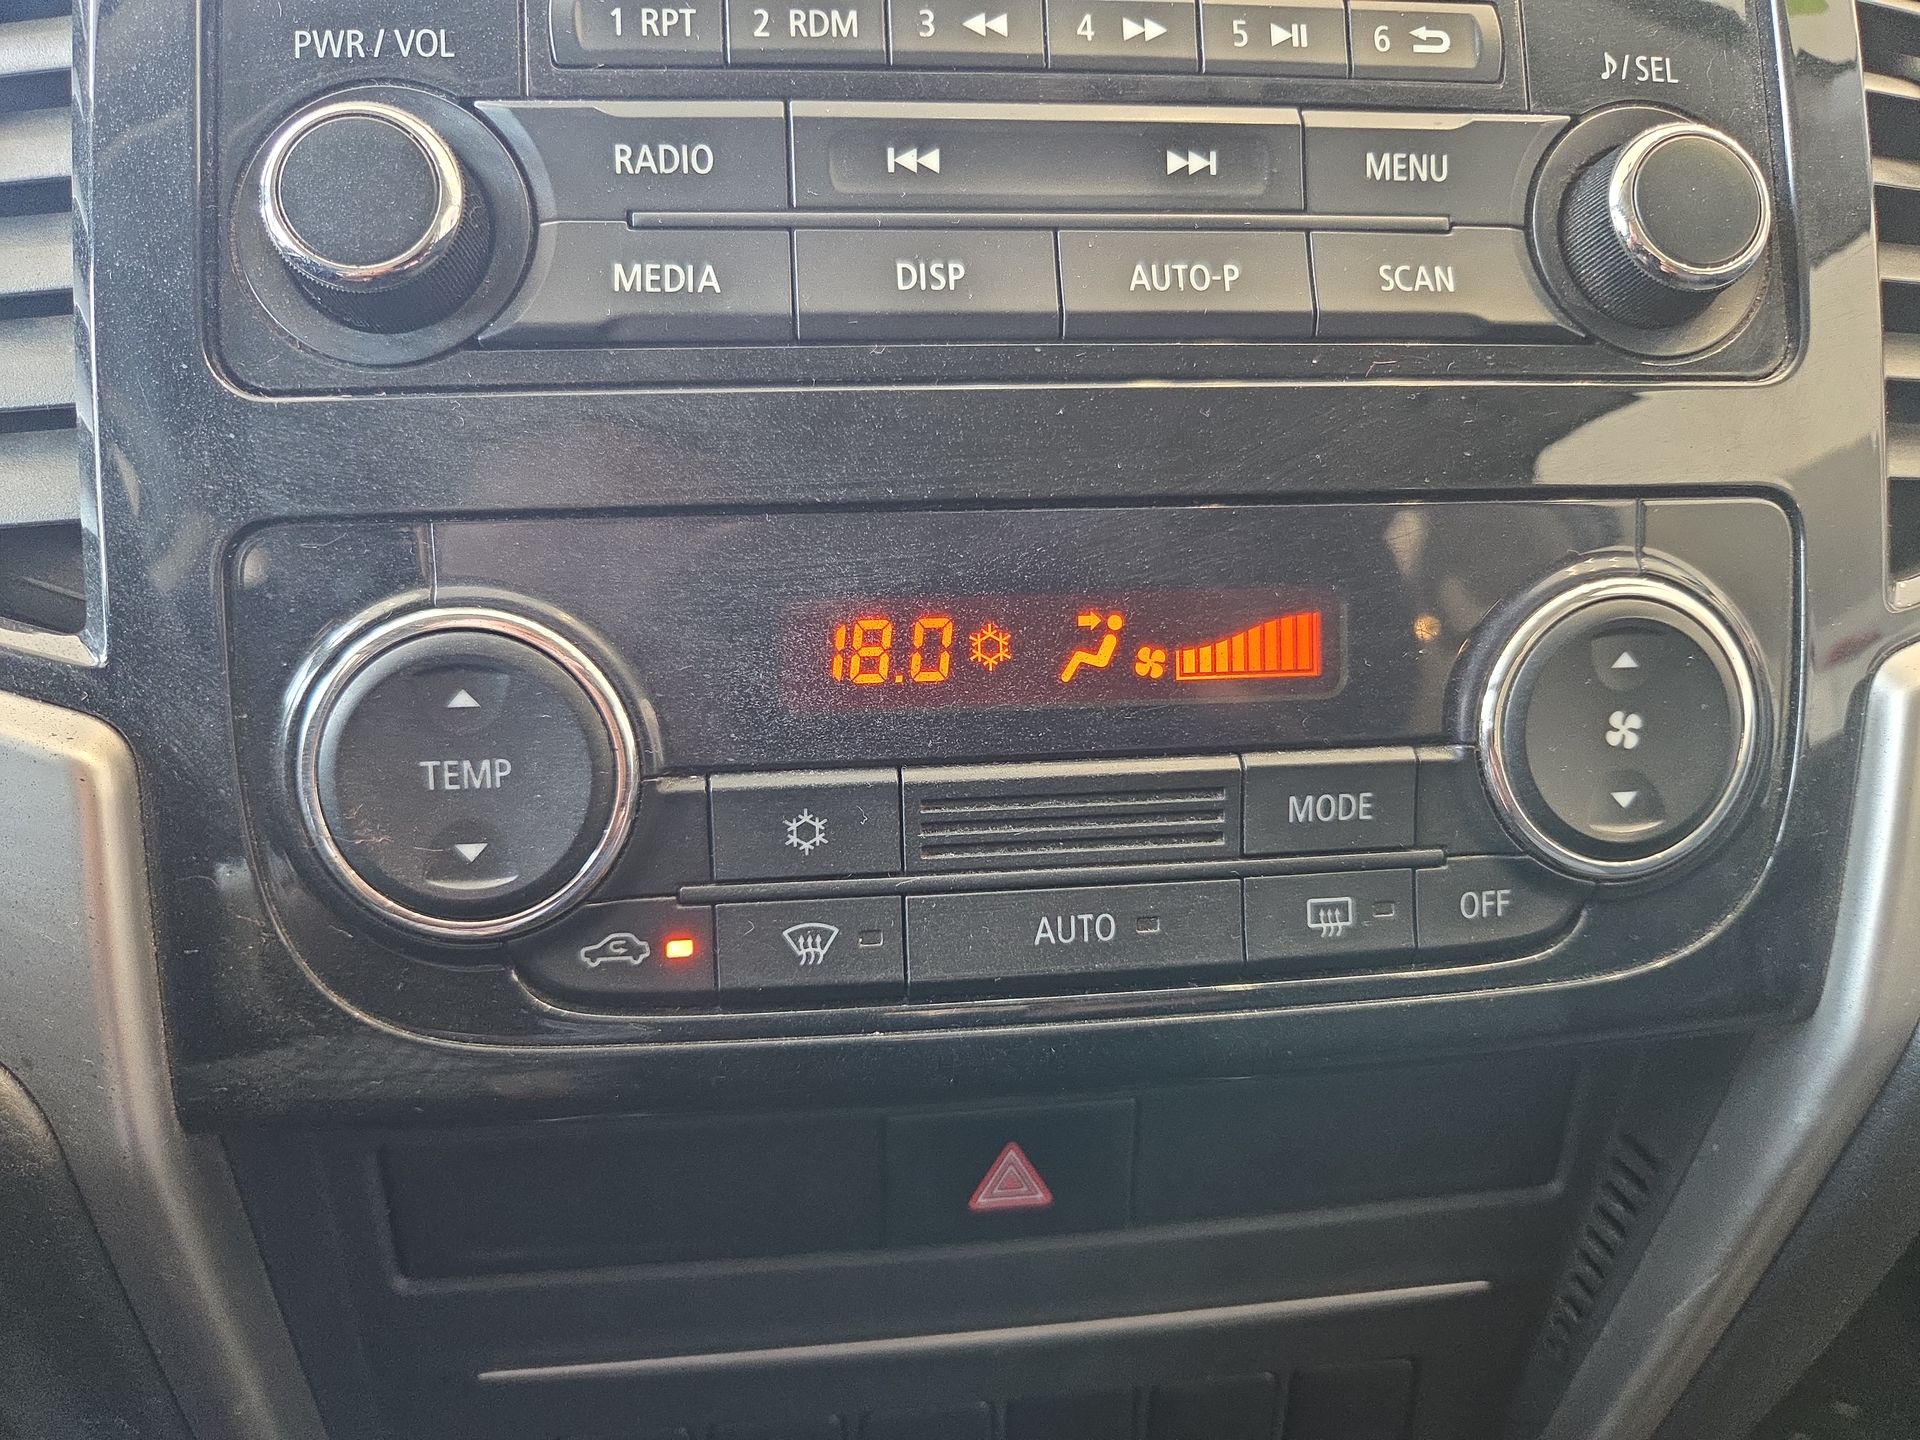 PWR / VOL
1 RPT
2 RDM
3
4
5
6
/ SEL
RADIO
MENU
MEDIA
DISP
AUTO-P
SCAN
18.0
TEMP
MODE
AUTO
OFF